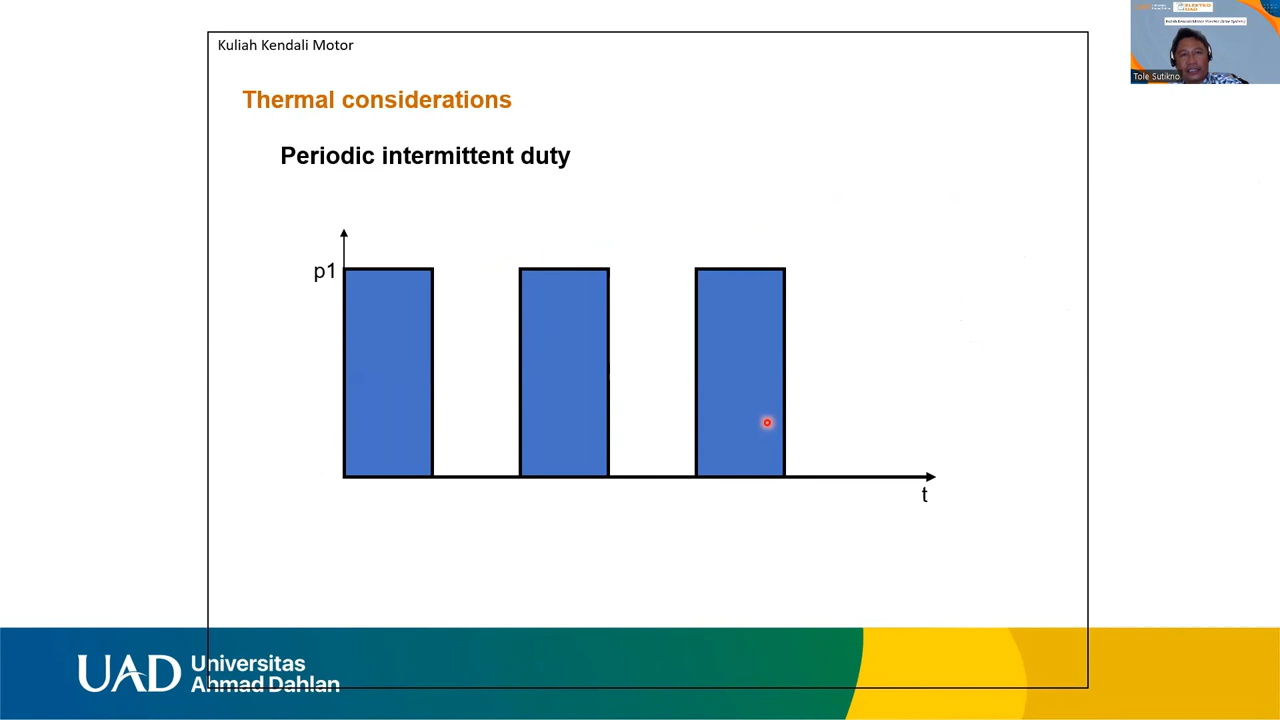 Kuliah Kendali Motor
Thermal considerations
Periodic intermittent duty
p1
t
Tole Sutikno
UAD Universitas
Ahmad Dahlan